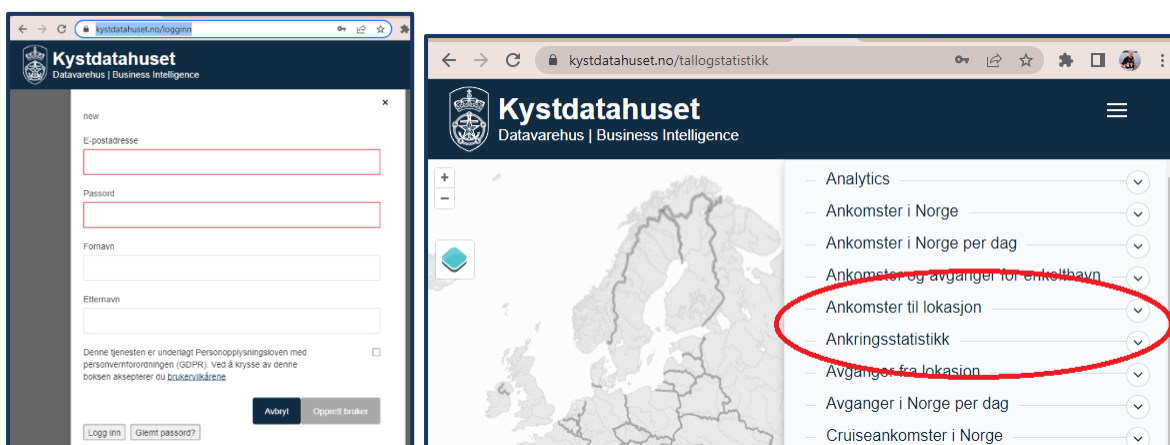 kystdatahuset.no/logginn
Kystdatahuset
Datavarehus | Business Intelligence
×
new
E-postadresse
Passord
Fornavn
Etternavn
Denne tjenesten er underlagt Personopplysningsloven med
personvernforordningen (GDPR). Ved å krysse av denne
boksen aksepterer du brukervilkårene
Avbryt
Opprett bruker
Logg inn
Glemt passord?
kystdatahuset.no/tallogstatistikk
Kystdatahuset
Datavarehus | Business Intelligence
+
−
Analytics
Ankomster i Norge
Ankomster i Norge per dag
Ankomster og avganger for enkelthavn
Ankomster til lokasjon
Ankringsstatistikk
Avganger fra lokasjon
Avganger i Norge per dag
Cruiseankomster i Norge